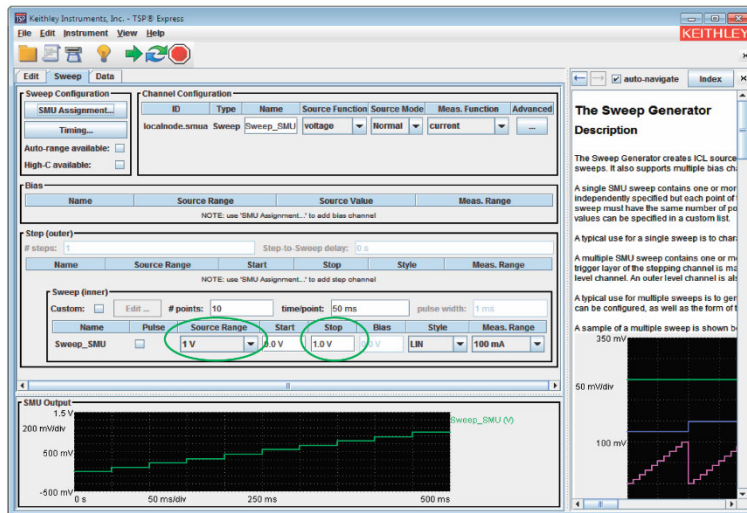 Keithley Instruments, Inc. - TSP® Express
File Edit Instrument View Help
KEITHLEY
Edit Sweep Data
Sweep Configuration
SMU Assignment...
Timing...
Auto-range available:
High-C available:
Channel Configuration
ID Type Name Source Function Source Mode Meas. Function Advanced
localnode.smua Sweep Sweep_SMU voltage Normal current ...
Bias
Name Source Range Source Value Meas. Range
NOTE: use 'SMU Assignment...' to add bias channel
Step (outer)
# steps: 1 Step-to-Sweep delay: 0 s
Name Source Range Start Stop Style Meas. Range
NOTE: use 'SMU Assignment...' to add step channel
Sweep (inner)
Custom: Edit ... # points: 10 time/point: 50 ms pulse width: 1 ms
Name Pulse Source Range Start Stop Bias Style Meas. Range
Sweep_SMU 1 V 0.0 V 1.0 V 0.0 V LIN 100 mA
SMU Output
1.5 V
200 mV/div
500 mV
-500 mV
0 s 50 ms/div 250 ms 500 ms
Sweep_SMU (V)
auto-navigate Index
The Sweep Generator
Description
The Sweep Generator creates ICL source
sweeps. It also supports multiple bias
A single SMU sweep contains one or mor
independently specified but each point of
sweep must have the same number of po
values can be specified in a custom list.
A typical use for a single sweep is to char
A multiple SMU sweep contains one or m
trigger layer of the stepping channel is ma
level channel. An outer level channel is als
A typical use for multiple sweeps is to ger
can be configured, as well as the form of t
A sample of a multiple sweep is shown b
350 mV
50 mV/div
100 mV